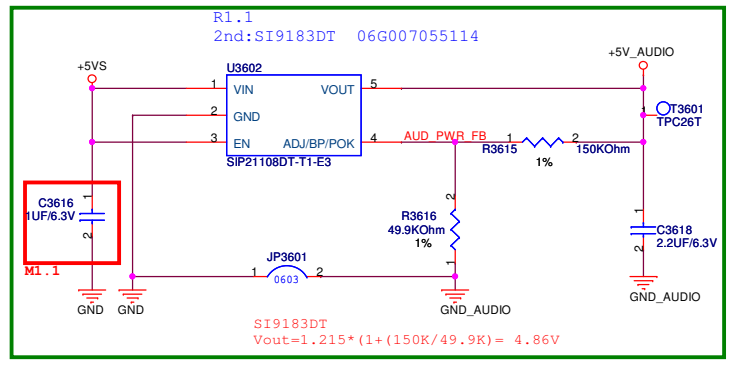 R1.1
2nd:SI9183DT 06G007055114
+5VS
U3602
+5V_AUDIO
1
VIN
VOUT
5
2
GND
3
EN
ADJ/BP/POK
4
SIP21108DT-T1-E3
AUD_PWR_FB
1
2
R3615
150KOhm
1%
1
T3601
TPC26T
C3616
1UF/6.3V
1
2
M1.1
R3616
49.9KOhm
1%
2
1
JP3601
1
2
0603
C3618
2.2UF/6.3V
1
2
GND
GND
GND_AUDIO
GND_AUDIO
SI9183DT
Vout=1.215*(1+(150K/49.9K)= 4.86V